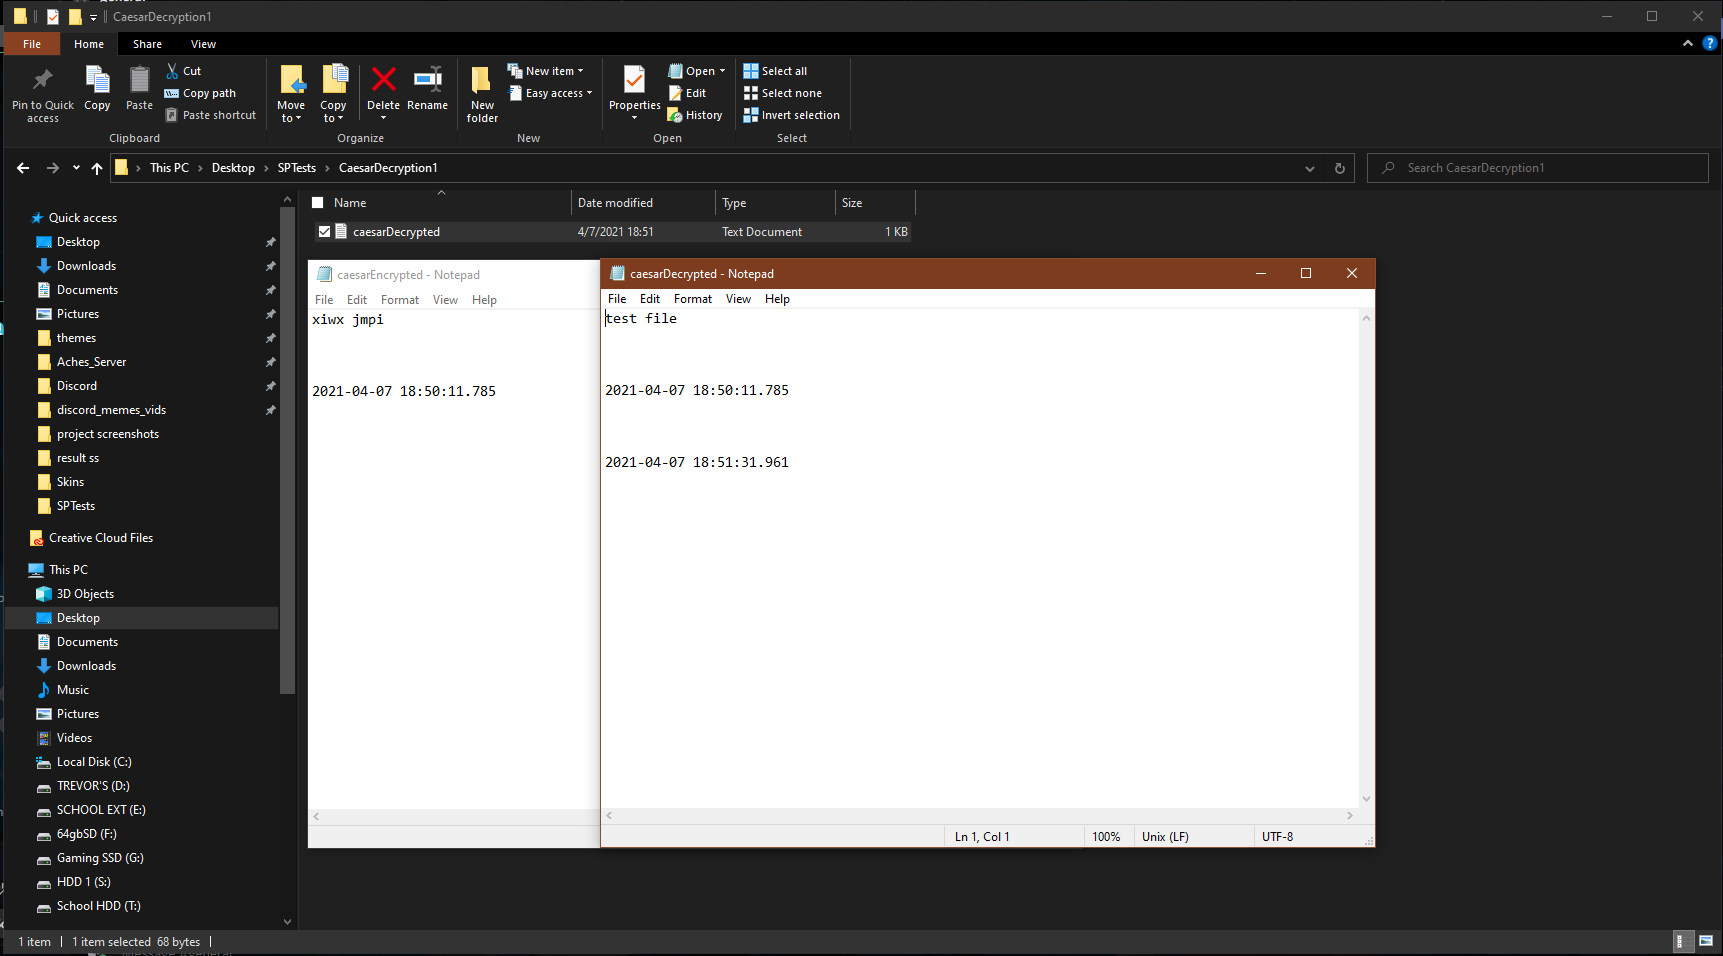 CaesarDecryption1
File
Home
Share
View
Pin to Quick access
Copy
Paste
Cut
Copy path
Paste shortcut
Clipboard
Move to
Copy to
Delete
Rename
Organize
New folder
New item
Easy access
New
Properties
Open
Edit
History
Open
Select all
Select none
Invert selection
Select
This PC
Desktop
SPTests
CaesarDecryption1
Search CaesarDecryption1
Name
Date modified
Type
Size
caesarDecrypted
4/7/2021 18:51
Text Document
1 KB
Quick access
Desktop
Downloads
Documents
Pictures
themes
Aches_Server
Discord
discord_memes_vids
project screenshots
result ss
Skins
SPTests
Creative Cloud Files
This PC
3D Objects
Desktop
Documents
Downloads
Music
Pictures
Videos
Local Disk (C:)
TREVOR'S (D:)
SCHOOL EXT (E:)
64gbSD (F:)
Gaming SSD (G:)
HDD 1 (S:)
School HDD (T:)
caesarEncrypted - Notepad
File Edit Format View Help
xiwx jmpi
2021-04-07 18:50:11.785
caesarDecrypted - Notepad
File Edit Format View Help
test file
2021-04-07 18:50:11.785
2021-04-07 18:51:31.961
Ln 1, Col 1
100%
Unix (LF)
UTF-8
1 item
1 item selected 68 bytes